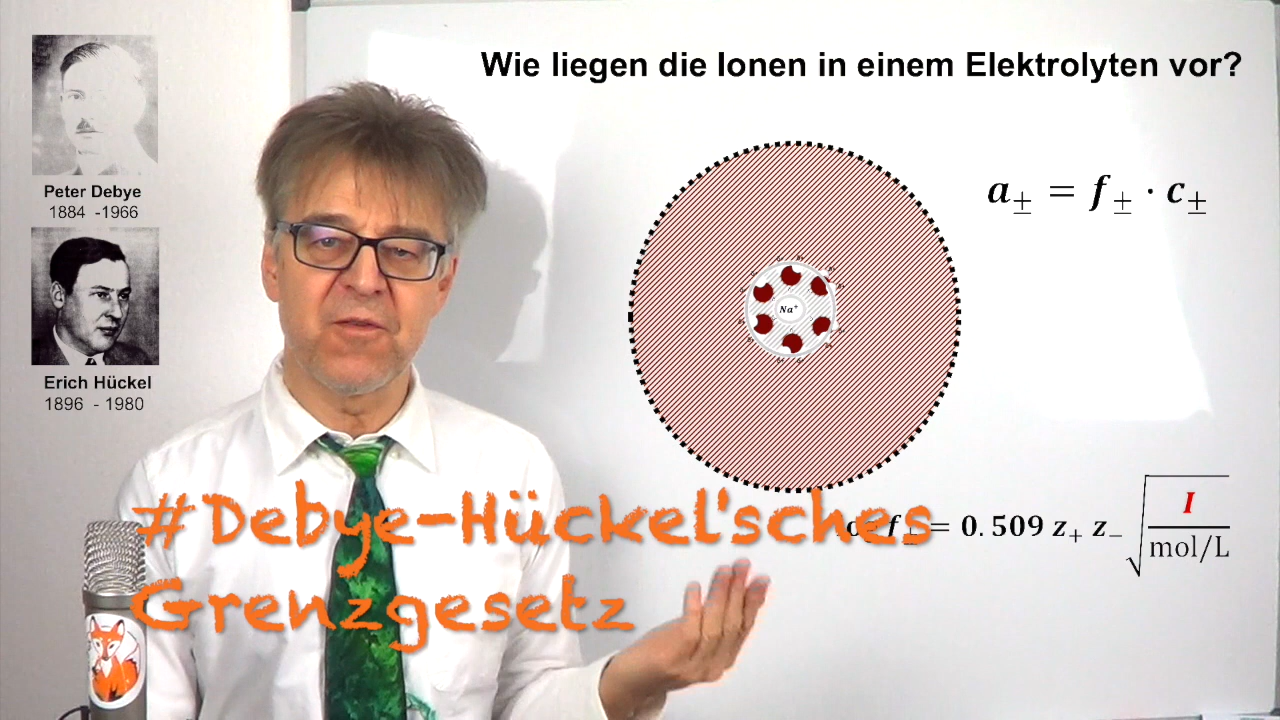 Wie liegen die Ionen in einem Elektrolyten vor?
Peter Debye
1884 -1966
Erich Hückel
1896 - 1980
a± = f± · c±
Na⁺
#Debye-Hückel'sches
Grenzgesetz
f± = 0.509 z₊ z₋ √(I / mol/L)